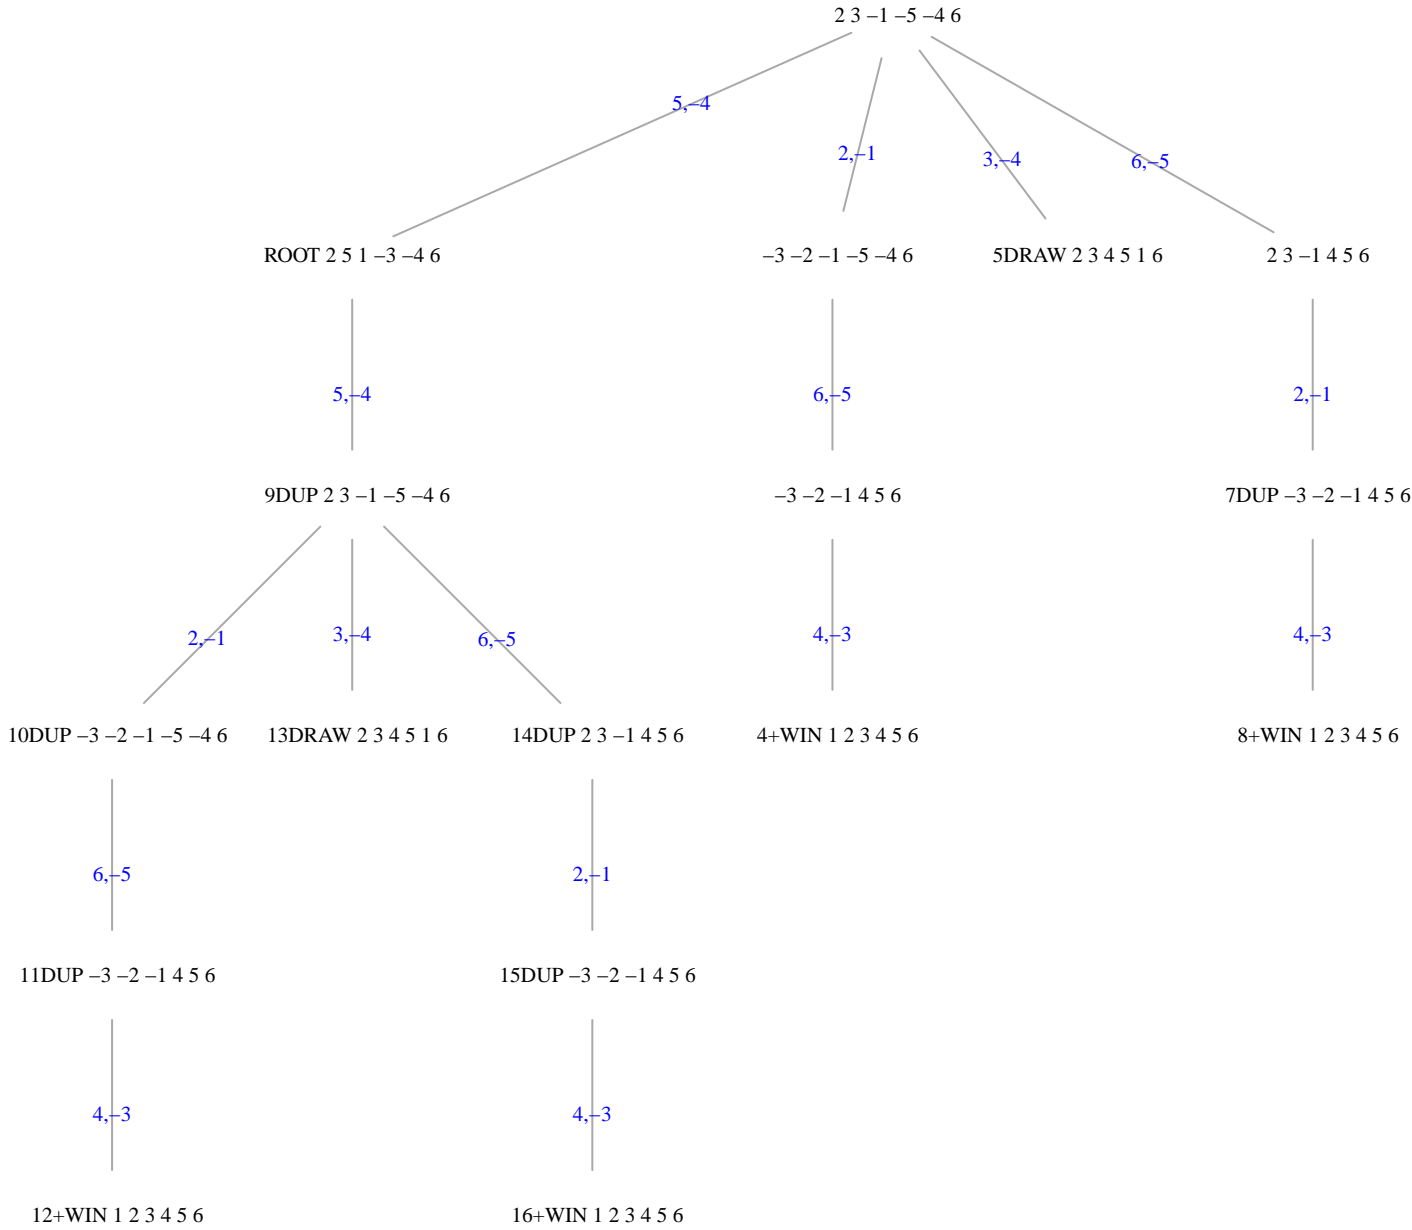 2 3 –1 –5 –4 6
5,–4
2,–1
3,–4
6,–5
ROOT 2 5 1 –3 –4 6
–3 –2 –1 –5 –4 6
5DRAW 2 3 4 5 1 6
2 3 –1 4 5 6
5,–4
6,–5
2,–1
9DUP 2 3 –1 –5 –4 6
–3 –2 –1 4 5 6
7DUP –3 –2 –1 4 5 6
2,–1
3,–4
6,–5
4,–3
4,–3
10DUP –3 –2 –1 –5 –4 6
13DRAW 2 3 4 5 1 6
14DUP 2 3 –1 4 5 6
4+WIN 1 2 3 4 5 6
8+WIN 1 2 3 4 5 6
6,–5
2,–1
11DUP –3 –2 –1 4 5 6
15DUP –3 –2 –1 4 5 6
4,–3
4,–3
12+WIN 1 2 3 4 5 6
16+WIN 1 2 3 4 5 6